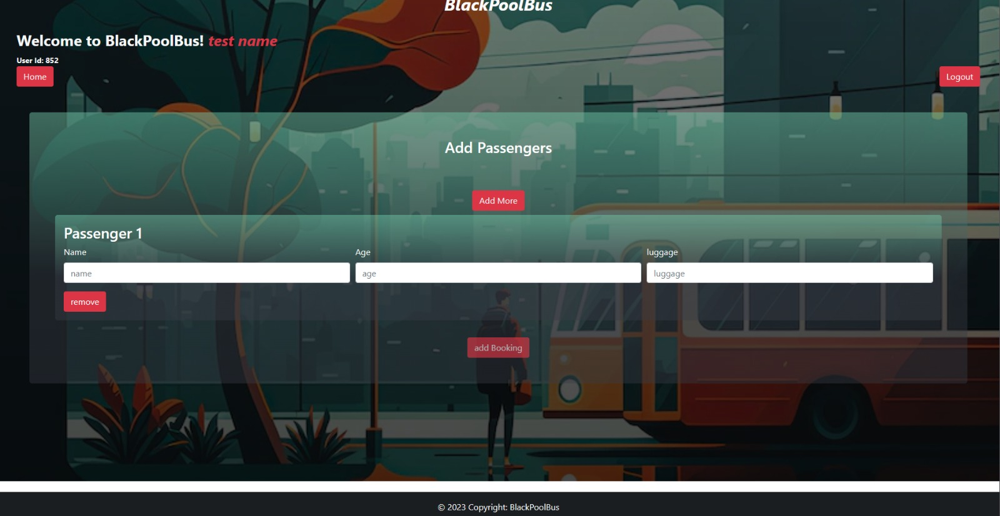 BlackPoolBus
Welcome to BlackPoolBus! test name
User Id: 852
Home
Logout
Add Passengers
Add More
Passenger 1
Name Age luggage
name age luggage
remove
add Booking
© 2023 Copyright: BlackPoolBus